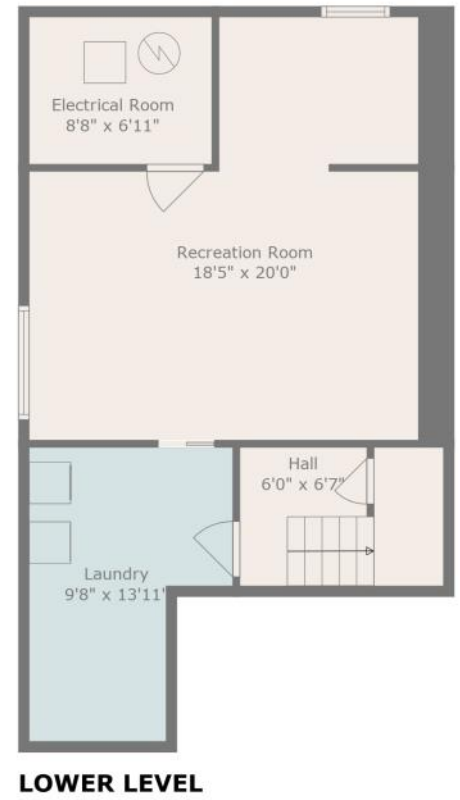 Electrical Room
8'8" x 6'11"
Recreation Room
18'5" x 20'0"
Hall
6'0" x 6'7"
Laundry
9'8" x 13'11"
LOWER LEVEL